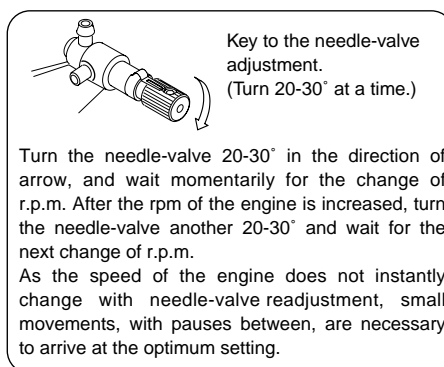 Key to the needle-valve
adjustment.
(Turn 20-30˚ at a time.)
Turn the needle-valve 20-30˚ in the direction of
arrow, and wait momentarily for the change of
r.p.m. After the rpm of the engine is increased, turn
the needle-valve another 20-30˚ and wait for the
next change of r.p.m.
As the speed of the engine does not instantly
change with needle-valve readjustment, small
movements, with pauses between, are necessary
to arrive at the optimum setting.